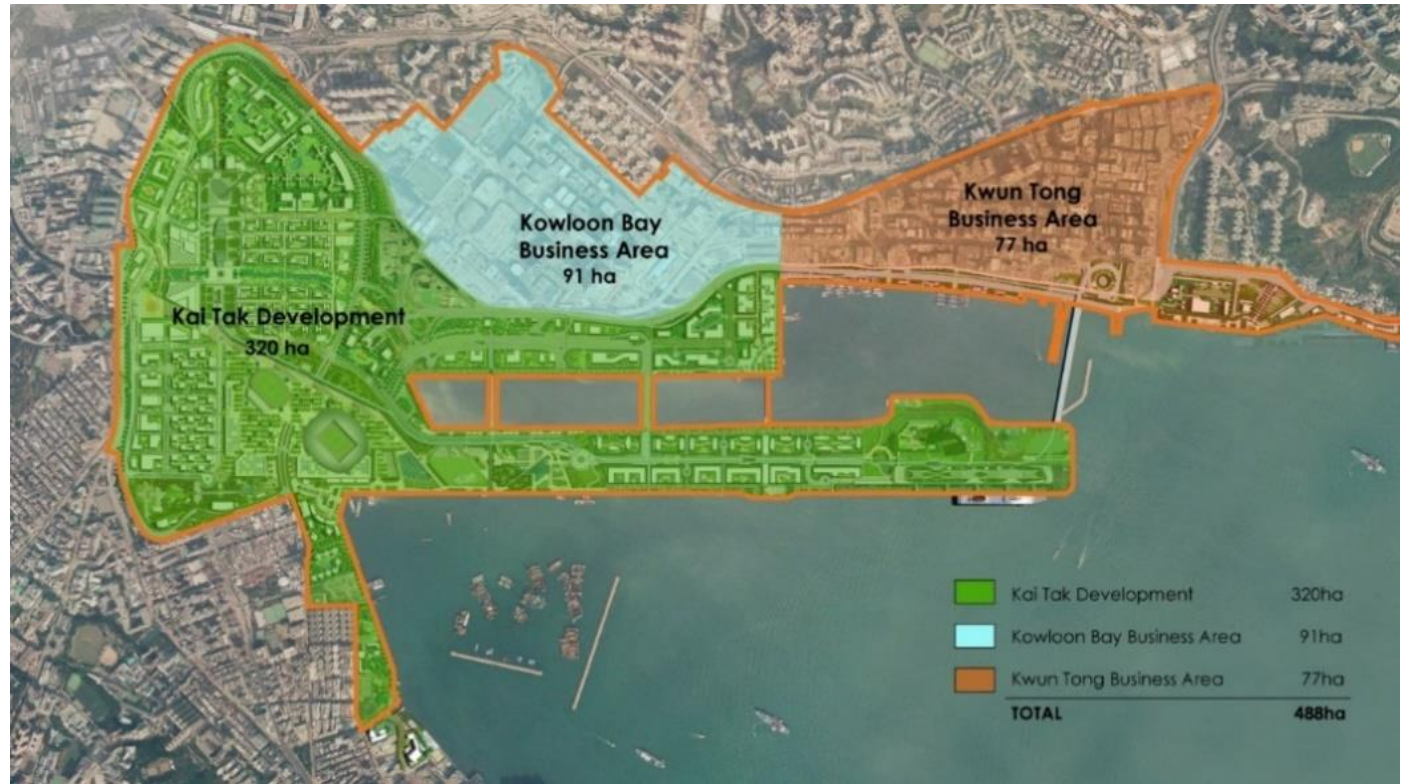 Kowloon Bay
Business Area
91 ha
Kwun Tong
Business Area
77 ha
Kai Tak Development
320 ha
Kai Tak Development 320ha
Kowloon Bay Business Area 91ha
Kwun Tong Business Area 77ha
TOTAL 488ha